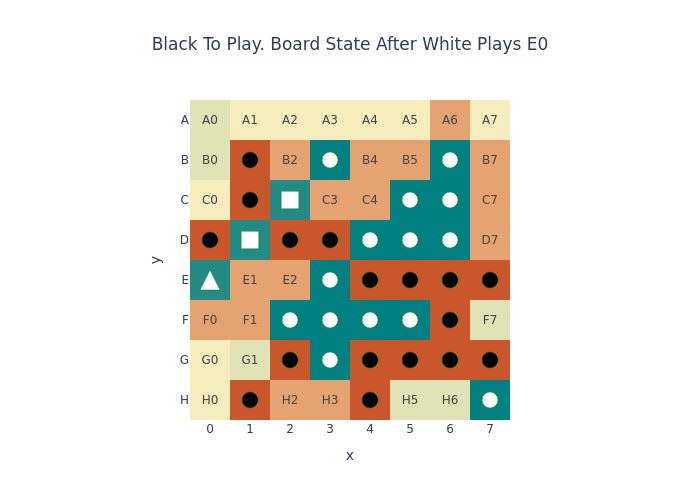 Black To Play. Board State After White Plays E0
A A0 A1 A2 A3 A4 A5 A6 A7
B B0 B2 B4 B5 B7
C C0 C3 C4 C7
D D7
y
E E1 E2
F F0 F1 F7
G G0 G1
H H0 H2 H3 H5 H6
0 1 2 3 4 5 6 7
x